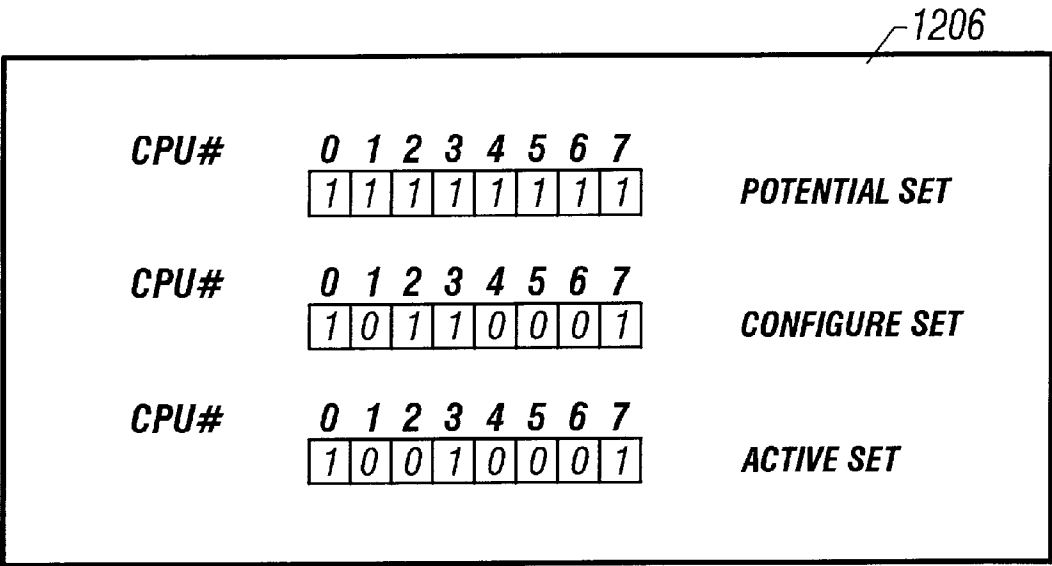 1206
CPU# 0 1 2 3 4 5 6 7
1 1 1 1 1 1 1 1 POTENTIAL SET
CPU# 0 1 2 3 4 5 6 7
1 0 1 1 0 0 0 1 CONFIGURE SET
CPU# 0 1 2 3 4 5 6 7
1 0 0 1 0 0 0 1 ACTIVE SET